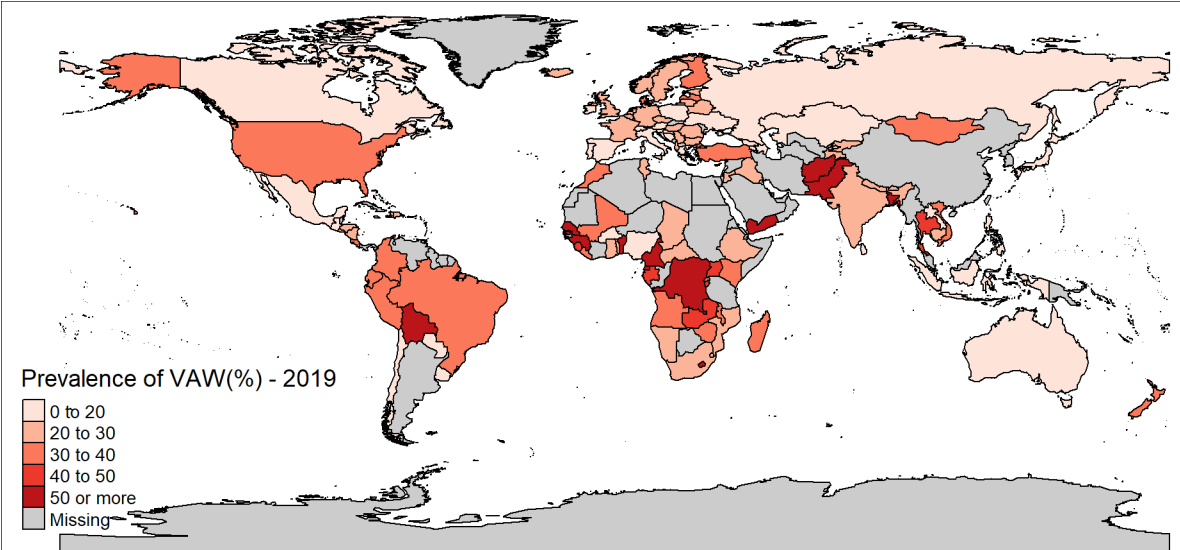 Prevalence of VAW(%) - 2019
0 to 20
20 to 30
30 to 40
40 to 50
50 or more
Missing